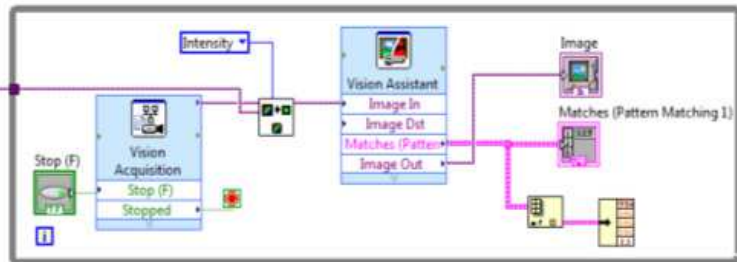 Intensity
Vision Assistant
Image In
Image Dst
Matches (Pattern
Image Out
Image
Matches (Pattern Matching 1)
Vision
Acquisition
Stop (F)
Stopped
Stop (F)
i